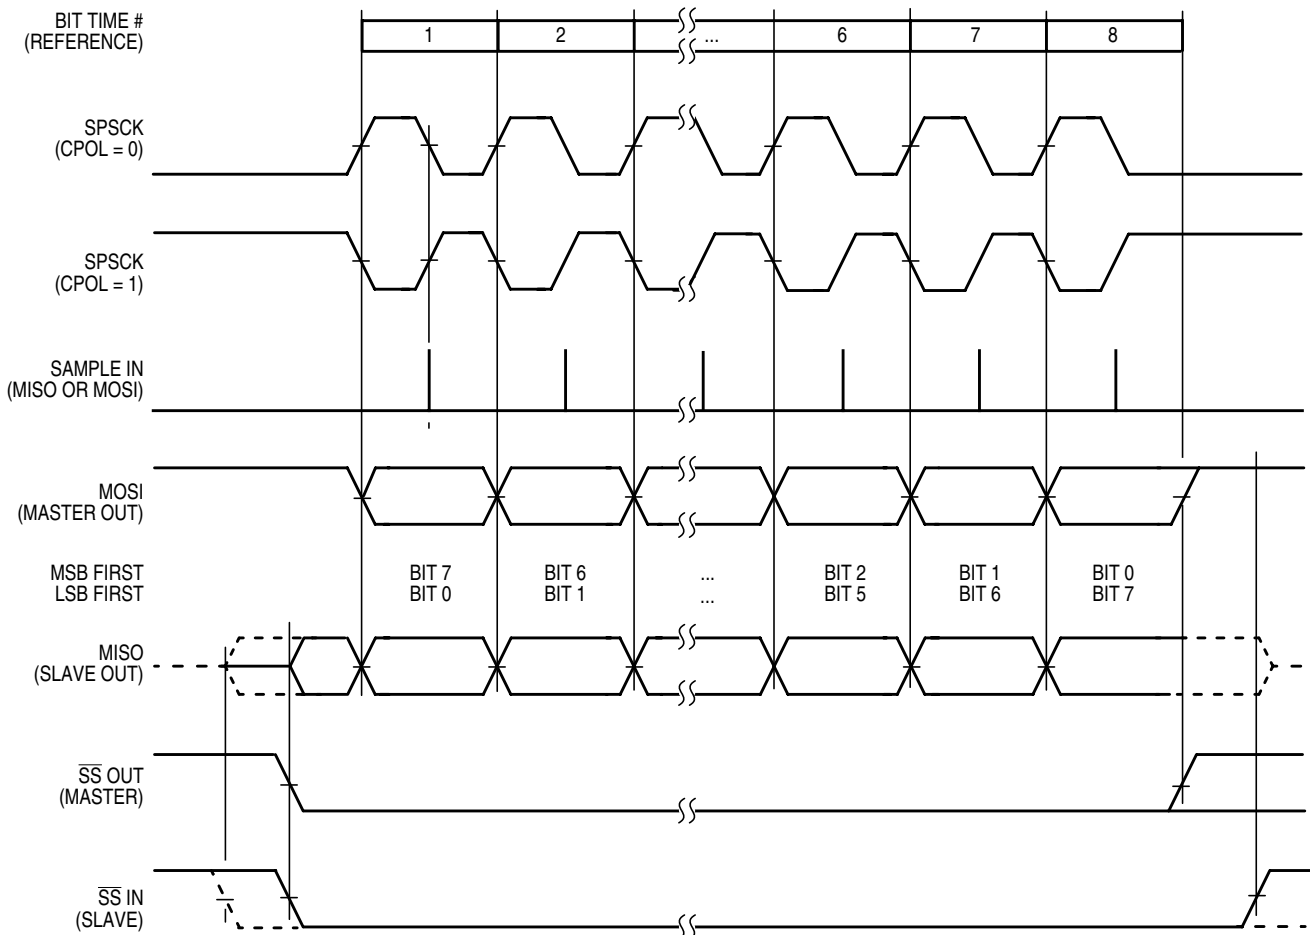 BIT TIME #
(REFERENCE)
1
2
...
6
7
8
SPSCK
(CPOL = 0)
SPSCK
(CPOL = 1)
SAMPLE IN
(MISO OR MOSI)
MOSI
(MASTER OUT)
MSB FIRST
LSB FIRST
BIT 7
BIT 0
BIT 6
BIT 1
...
...
BIT 2
BIT 5
BIT 1
BIT 6
BIT 0
BIT 7
MISO
(SLAVE OUT)
S̅S̅ OUT
(MASTER)
S̅S̅ IN
(SLAVE)